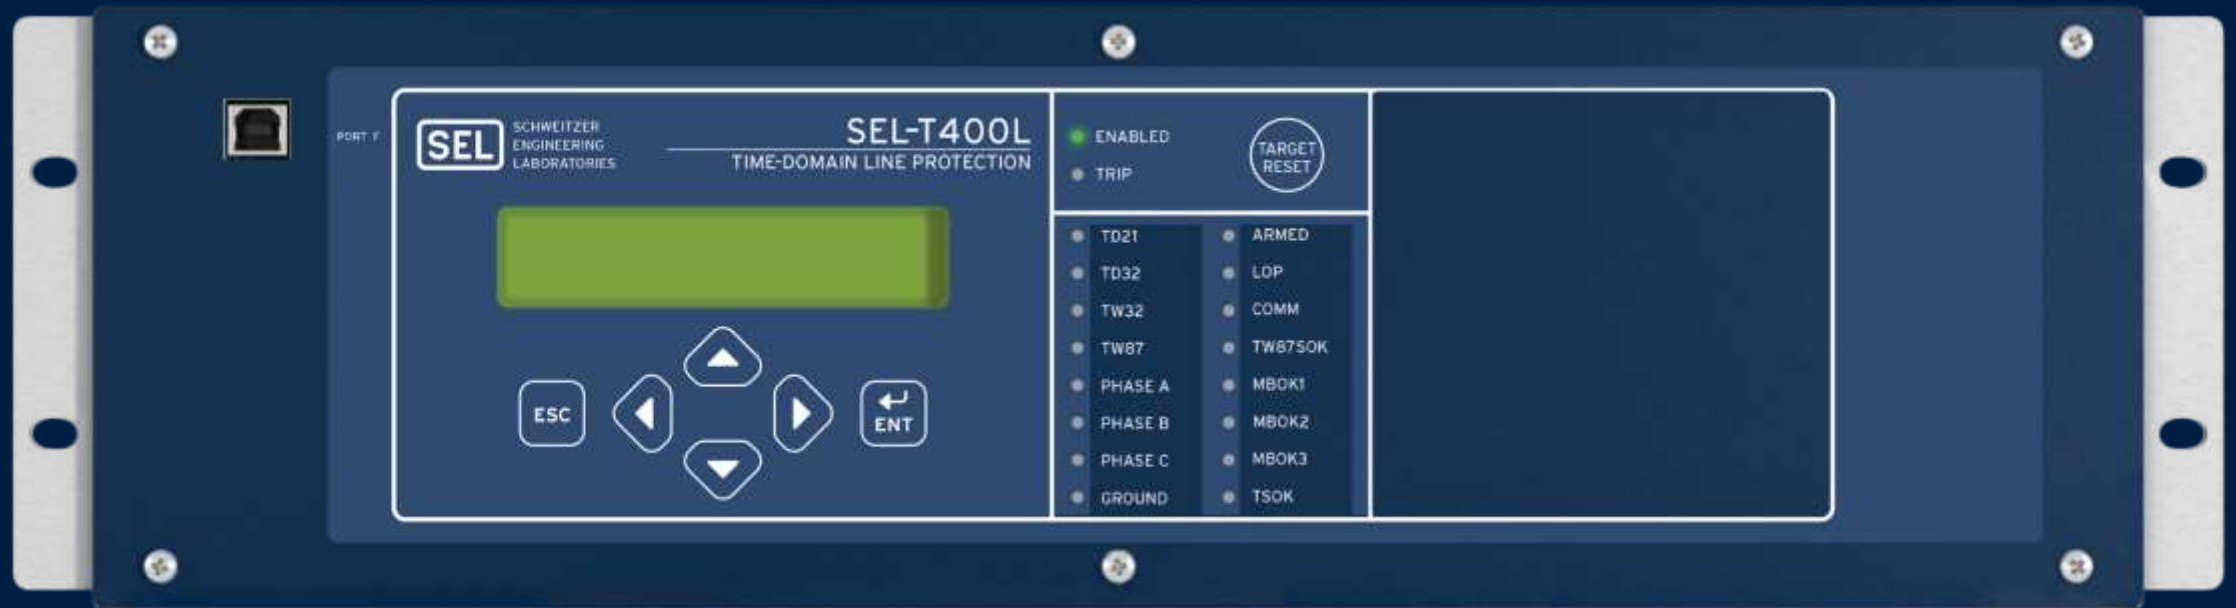 PORT F
SEL
SCHWEITZER
ENGINEERING
LABORATORIES
SEL-T400L
TIME-DOMAIN LINE PROTECTION
ENABLED
TRIP
TARGET
RESET
TD21
TD32
TW32
TW87
PHASE A
PHASE B
PHASE C
GROUND
ARMED
LOP
COMM
TW87SOK
MBOK1
MBOK2
MBOK3
TSOK
ESC
ENT